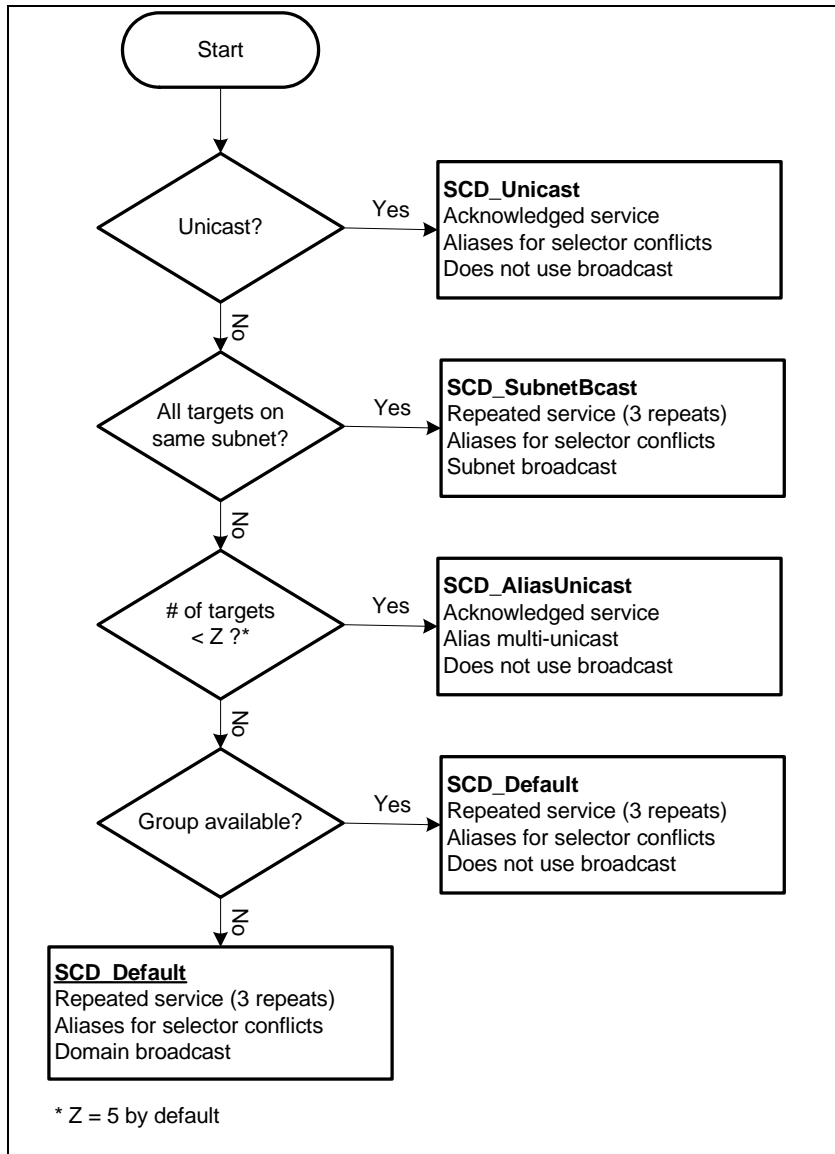 Start
Unicast?
Yes
SCD_Unicast
Acknowledged service
Aliases for selector conflicts
Does not use broadcast
No
All targets on
same subnet?
Yes
SCD_SubnetBcast
Repeated service (3 repeats)
Aliases for selector conflicts
Subnet broadcast
No
# of targets
< Z ?*
Yes
SCD_AliasUnicast
Acknowledged service
Alias multi-unicast
Does not use broadcast
No
Group available?
Yes
SCD_Default
Repeated service (3 repeats)
Aliases for selector conflicts
Does not use broadcast
No
SCD_Default
Repeated service (3 repeats)
Aliases for selector conflicts
Domain broadcast
* Z = 5 by default